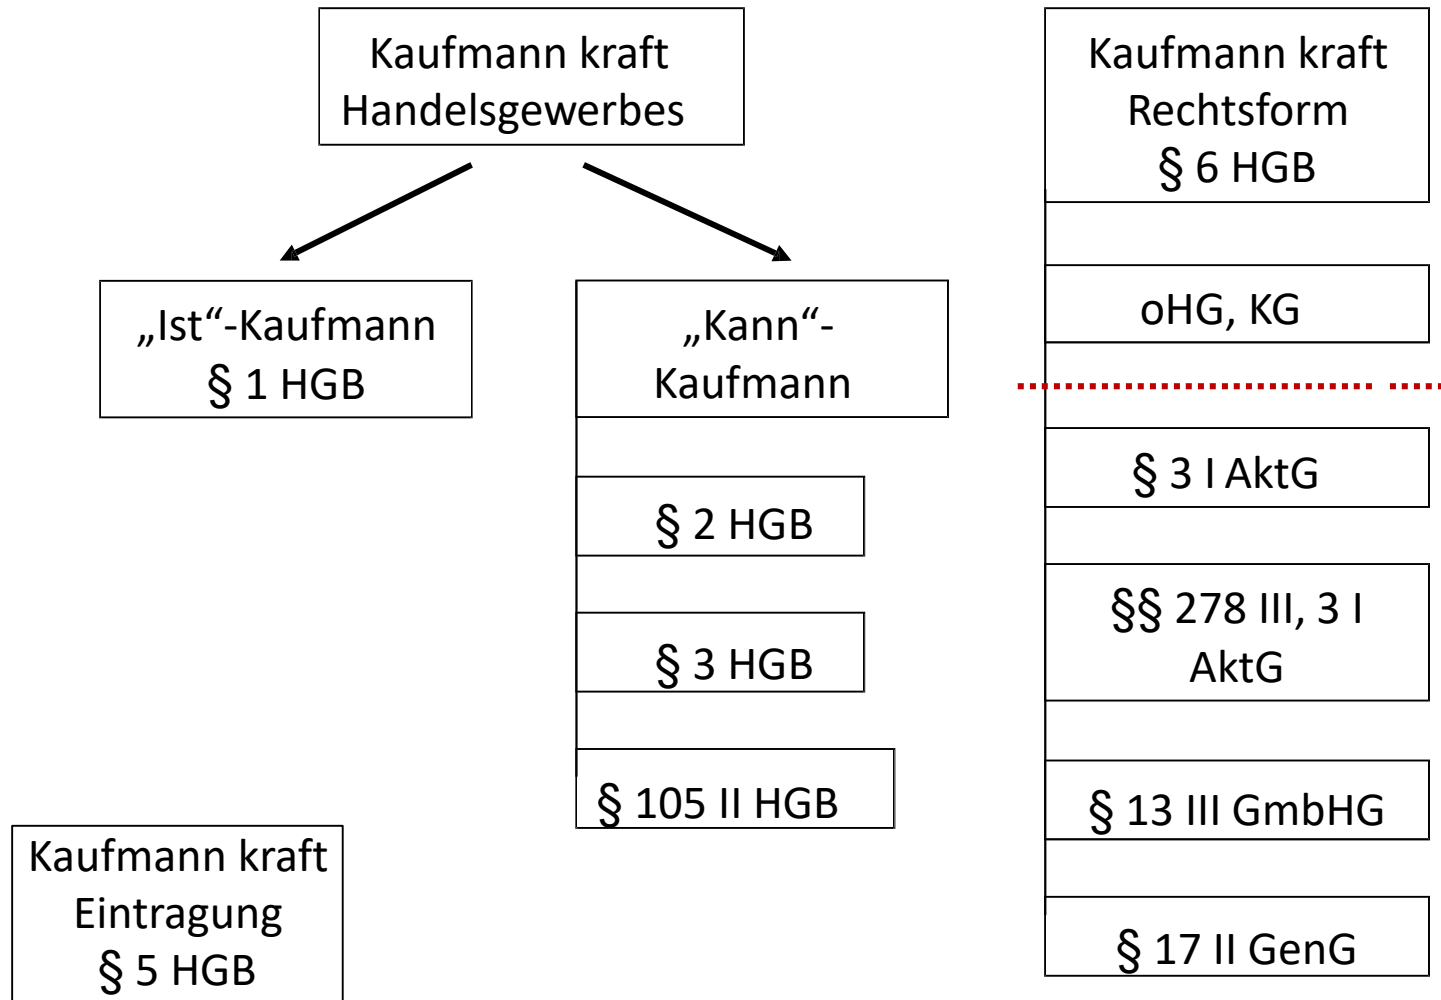 Kaufmann kraft
Handelsgewerbes
„Ist“-Kaufmann
§ 1 HGB
„Kann“-
Kaufmann
§ 2 HGB
§ 3 HGB
§ 105 II HGB
Kaufmann kraft
Eintragung
§ 5 HGB
Kaufmann kraft
Rechtsform
§ 6 HGB
oHG, KG
§ 3 I AktG
§§ 278 III, 3 I
AktG
§ 13 III GmbHG
§ 17 II GenG